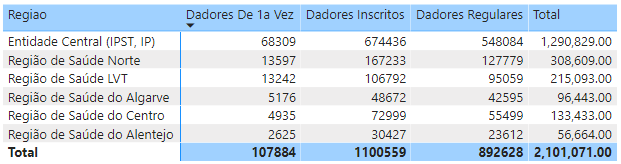 Regiao Dadores De 1a Vez Dadores Inscritos Dadores Regulares Total
Entidade Central (IPST, IP) 68309 674436 548084 1,290,829.00
Região de Saúde Norte 13597 167233 127779 308,609.00
Região de Saúde LVT 13242 106792 95059 215,093.00
Região de Saúde do Algarve 5176 48672 42595 96,443.00
Região de Saúde do Centro 4935 72999 55499 133,433.00
Região de Saúde do Alentejo 2625 30427 23612 56,664.00
Total 107884 1100559 892628 2,101,071.00